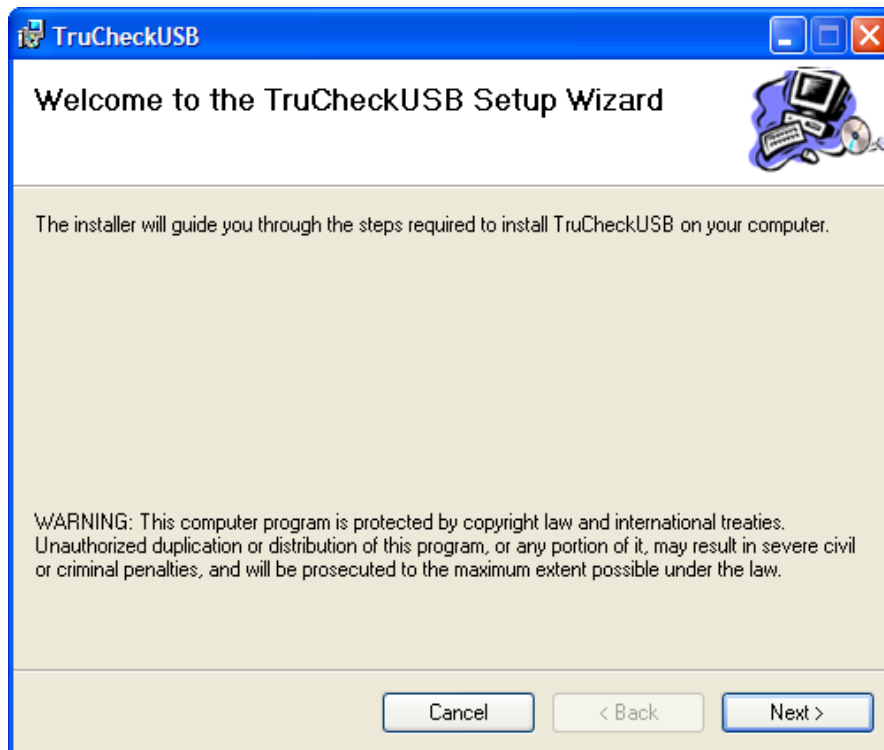 TruCheckUSB
Welcome to the TruCheckUSB Setup Wizard
The installer will guide you through the steps required to install TruCheckUSB on your computer.
WARNING: This computer program is protected by copyright law and international treaties.
Unauthorized duplication or distribution of this program, or any portion of it, may result in severe civil
or criminal penalties, and will be prosecuted to the maximum extent possible under the law.
Cancel
< Back
Next >